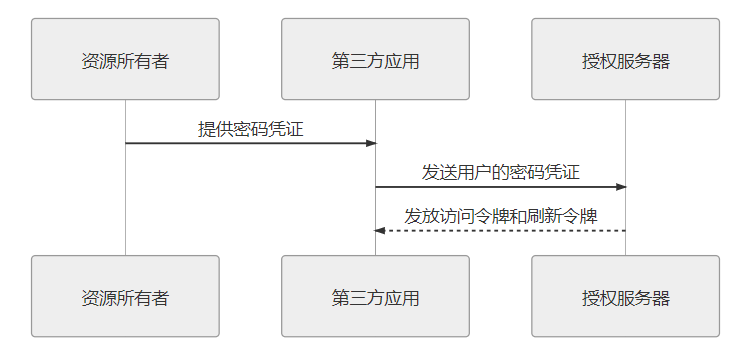 资源所有者
第三方应用
授权服务器
提供密码凭证
发送用户的密码凭证
发放访问令牌和刷新令牌
资源所有者
第三方应用
授权服务器